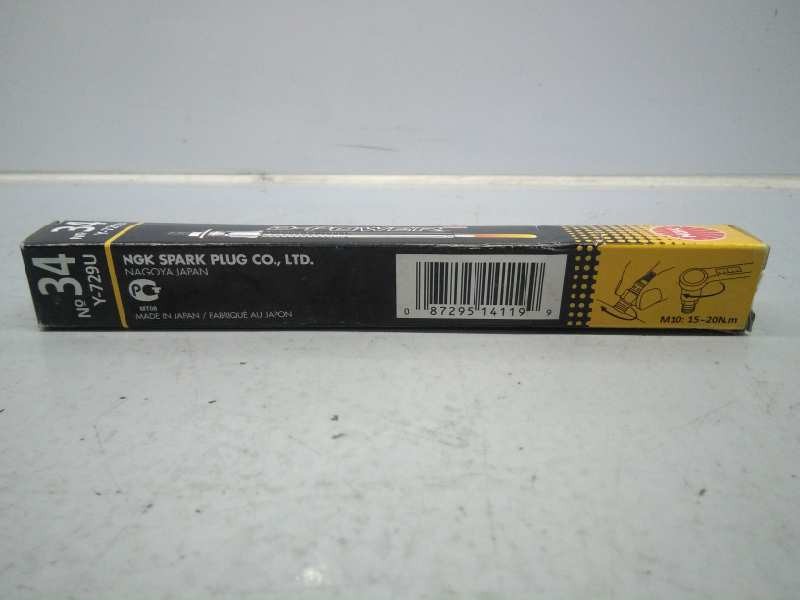 Nº 34
Nº 34
Y-729U
NGK SPARK PLUG CO., LTD.
NAGOYA JAPAN
MADE IN JAPAN / FABRIQUÉ AU JAPON
0 87295 14119 9
M10: 15~20N.m